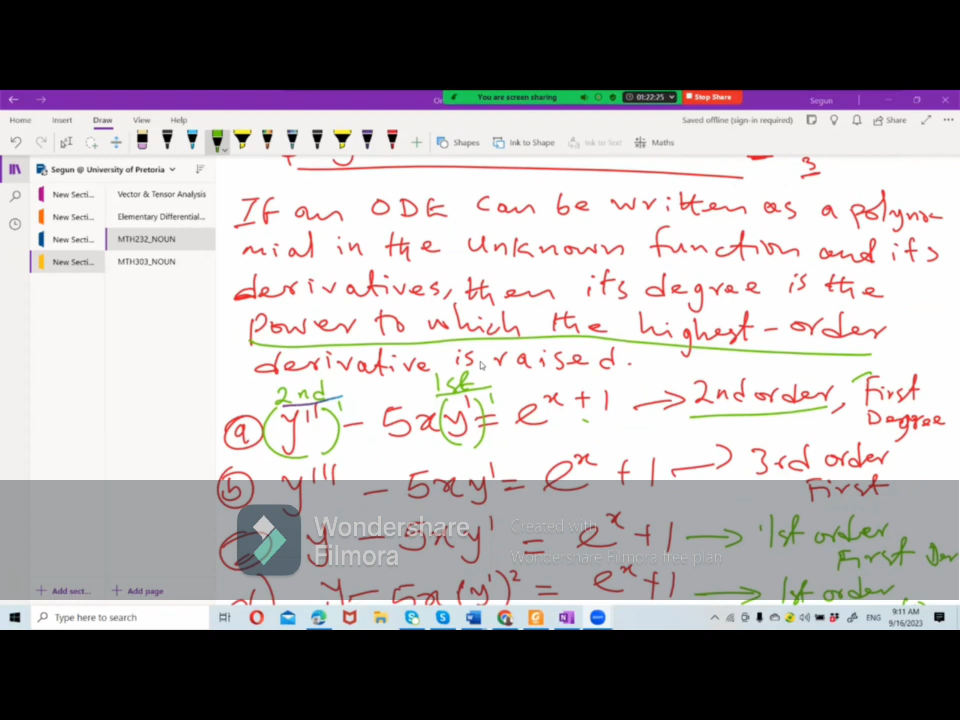 You are screen sharing 01:22:25 Stop Share Segun
Home Insert Draw View Help Saved offline (sign-in required) Share
Shapes Ink to Shape Ink to Text Maths
Segun @ University of Pretoria
New Secti... Vector & Tensor Analysis
New Secti... Elementary Differential...
New Secti... MTH232_NOUN
New Secti... MTH303_NOUN
3
If an ODE can be written as a polyno
mial in the unknown function and its
derivatives, then its degree is the
power to which the highest-order
derivative is raised.
2nd 1st
(a) (y'')' - 5x(y')' = e^x + 1 → 2nd order, First Degree
(b) y''' - 5xy' = e^x + 1 → 3rd order First
y - 5xy' = e^x + 1 → 1st order First
d) y - 5x(y')² = e^x + 1 → 1st order,
Wondershare Filmora
Created with
Wondershare Filmora free plan
Add sect... Add page
Type here to search
ENG 9:11 AM 9/16/2023